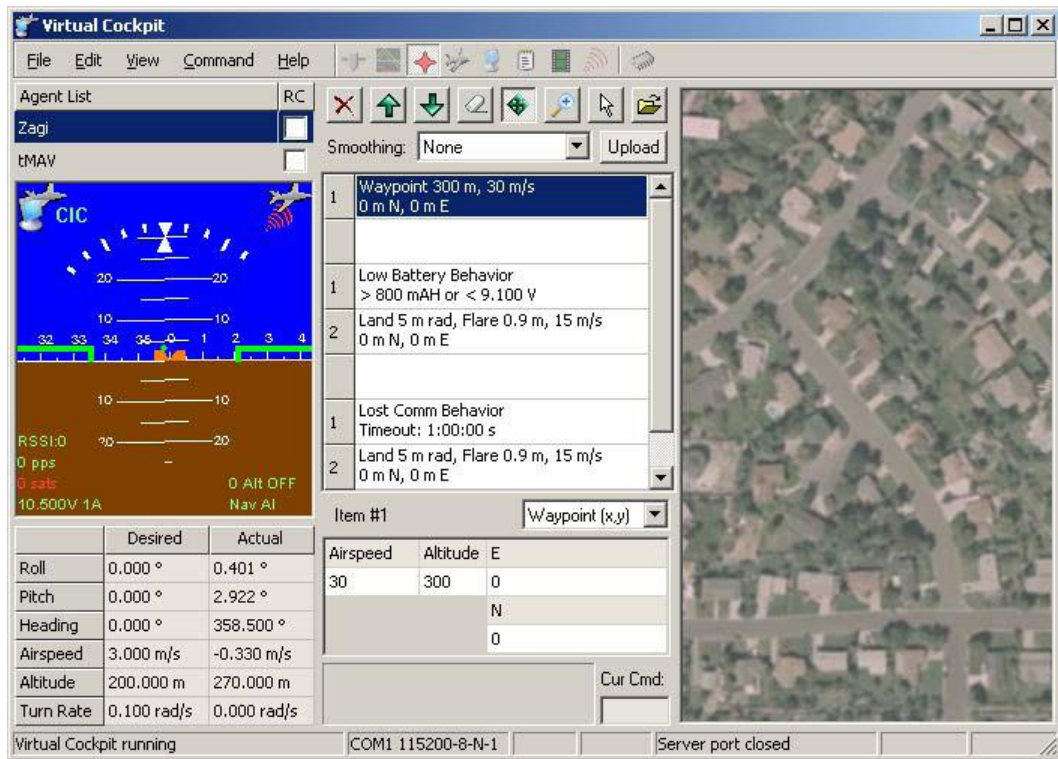 Virtual Cockpit
File Edit View Command Help
Agent List RC
Zagi
tMAV
CIC
20 20
10 10
32 33 34 35 0 1 2 3 4
10 10
20 20
RSSI:0
0 pps
0 sats 0 Alt OFF
10.500V 1A Nav AI
Desired Actual
Roll 0.000 ° 0.401 °
Pitch 0.000 ° 2.922 °
Heading 0.000 ° 358.500 °
Airspeed 3.000 m/s -0.330 m/s
Altitude 200.000 m 270.000 m
Turn Rate 0.100 rad/s 0.000 rad/s
Smoothing: None Upload
1 Waypoint 300 m, 30 m/s
0 m N, 0 m E
1 Low Battery Behavior
> 800 mAH or < 9.100 V
2 Land 5 m rad, Flare 0.9 m, 15 m/s
0 m N, 0 m E
1 Lost Comm Behavior
Timeout: 1:00:00 s
2 Land 5 m rad, Flare 0.9 m, 15 m/s
0 m N, 0 m E
Item #1 Waypoint (x,y)
Airspeed Altitude E
30 300 0
N
0
Cur Cmd:
Virtual Cockpit running COM1 115200-8-N-1 Server port closed